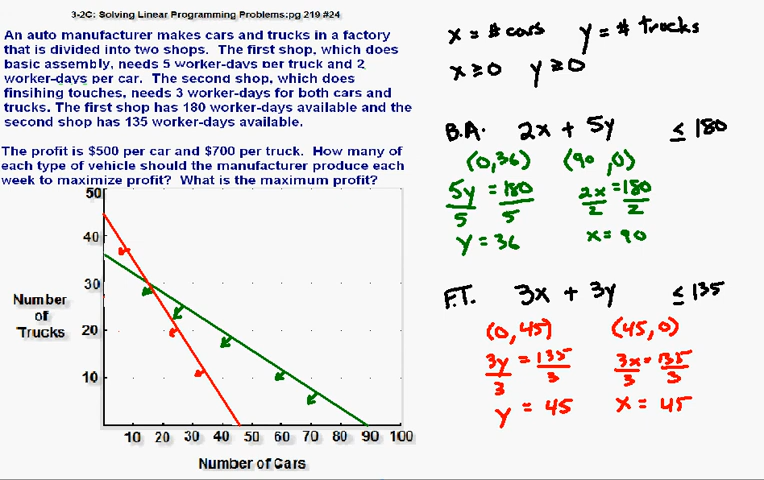 3-2C: Solving Linear Programming Problems:pg 219 #24
An auto manufacturer makes cars and trucks in a factory
that is divided into two shops. The first shop, which does
basic assembly, needs 5 worker-days per truck and 2
worker-days per car. The second shop, which does
finsihing touches, needs 3 worker-days for both cars and
trucks. The first shop has 180 worker-days available and the
second shop has 135 worker-days available.
The profit is $500 per car and $700 per truck. How many of
each type of vehicle should the manufacturer produce each
week to maximize profit? What is the maximum profit?
50
40
30
20
10
Number
of
Trucks
10 20 30 40 50 60 70 80 90 100
Number of Cars
x = # cars y = # trucks
x ≥ 0 y ≥ 0
B.A. 2x + 5y ≤ 180
(0,36) (90,0)
5y = 180 2x = 180
5 5 2 2
y = 36 x = 90
F.T. 3x + 3y ≤ 135
(0,45) (45,0)
3y = 135 3x = 135
3 3 3 3
y = 45 x = 45